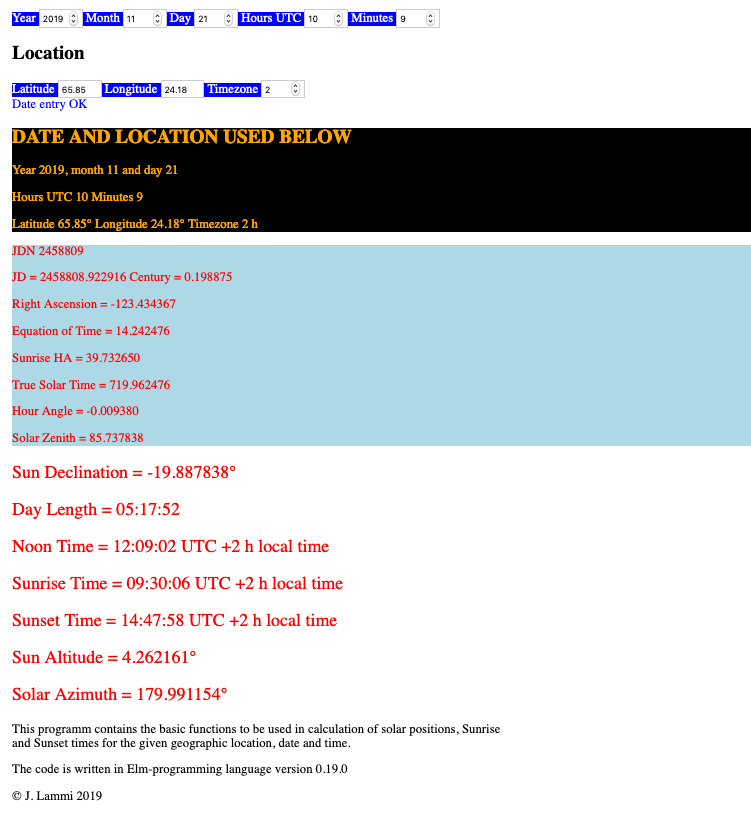 Year 2019 Month 11 Day 21 Hours UTC 10 Minutes 9
Location
Latitude 65.85 Longitude 24.18 Timezone 2
Date entry OK
DATE AND LOCATION USED BELOW
Year 2019, month 11 and day 21
Hours UTC 10 Minutes 9
Latitude 65.85° Longitude 24.18° Timezone 2 h
JDN 2458809
JD = 2458808.922916 Century = 0.198875
Right Ascension = -123.434367
Equation of Time = 14.242476
Sunrise HA = 39.732650
True Solar Time = 719.962476
Hour Angle = -0.009380
Solar Zenith = 85.737838
Sun Declination = -19.887838°
Day Length = 05:17:52
Noon Time = 12:09:02 UTC +2 h local time
Sunrise Time = 09:30:06 UTC +2 h local time
Sunset Time = 14:47:58 UTC +2 h local time
Sun Altitude = 4.262161°
Solar Azimuth = 179.991154°
This programm contains the basic functions to be used in calculation of solar positions, Sunrise
and Sunset times for the given geographic location, date and time.
The code is written in Elm-programming language version 0.19.0
© J. Lammi 2019